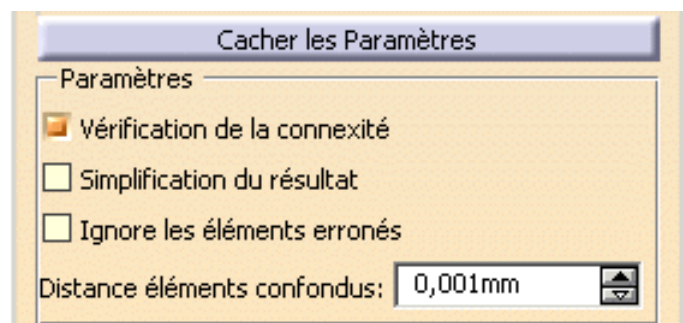 Cacher les Paramètres
Paramètres
Vérification de la connexité
Simplification du résultat
Ignore les éléments erronés
Distance éléments confondus: 0,001mm